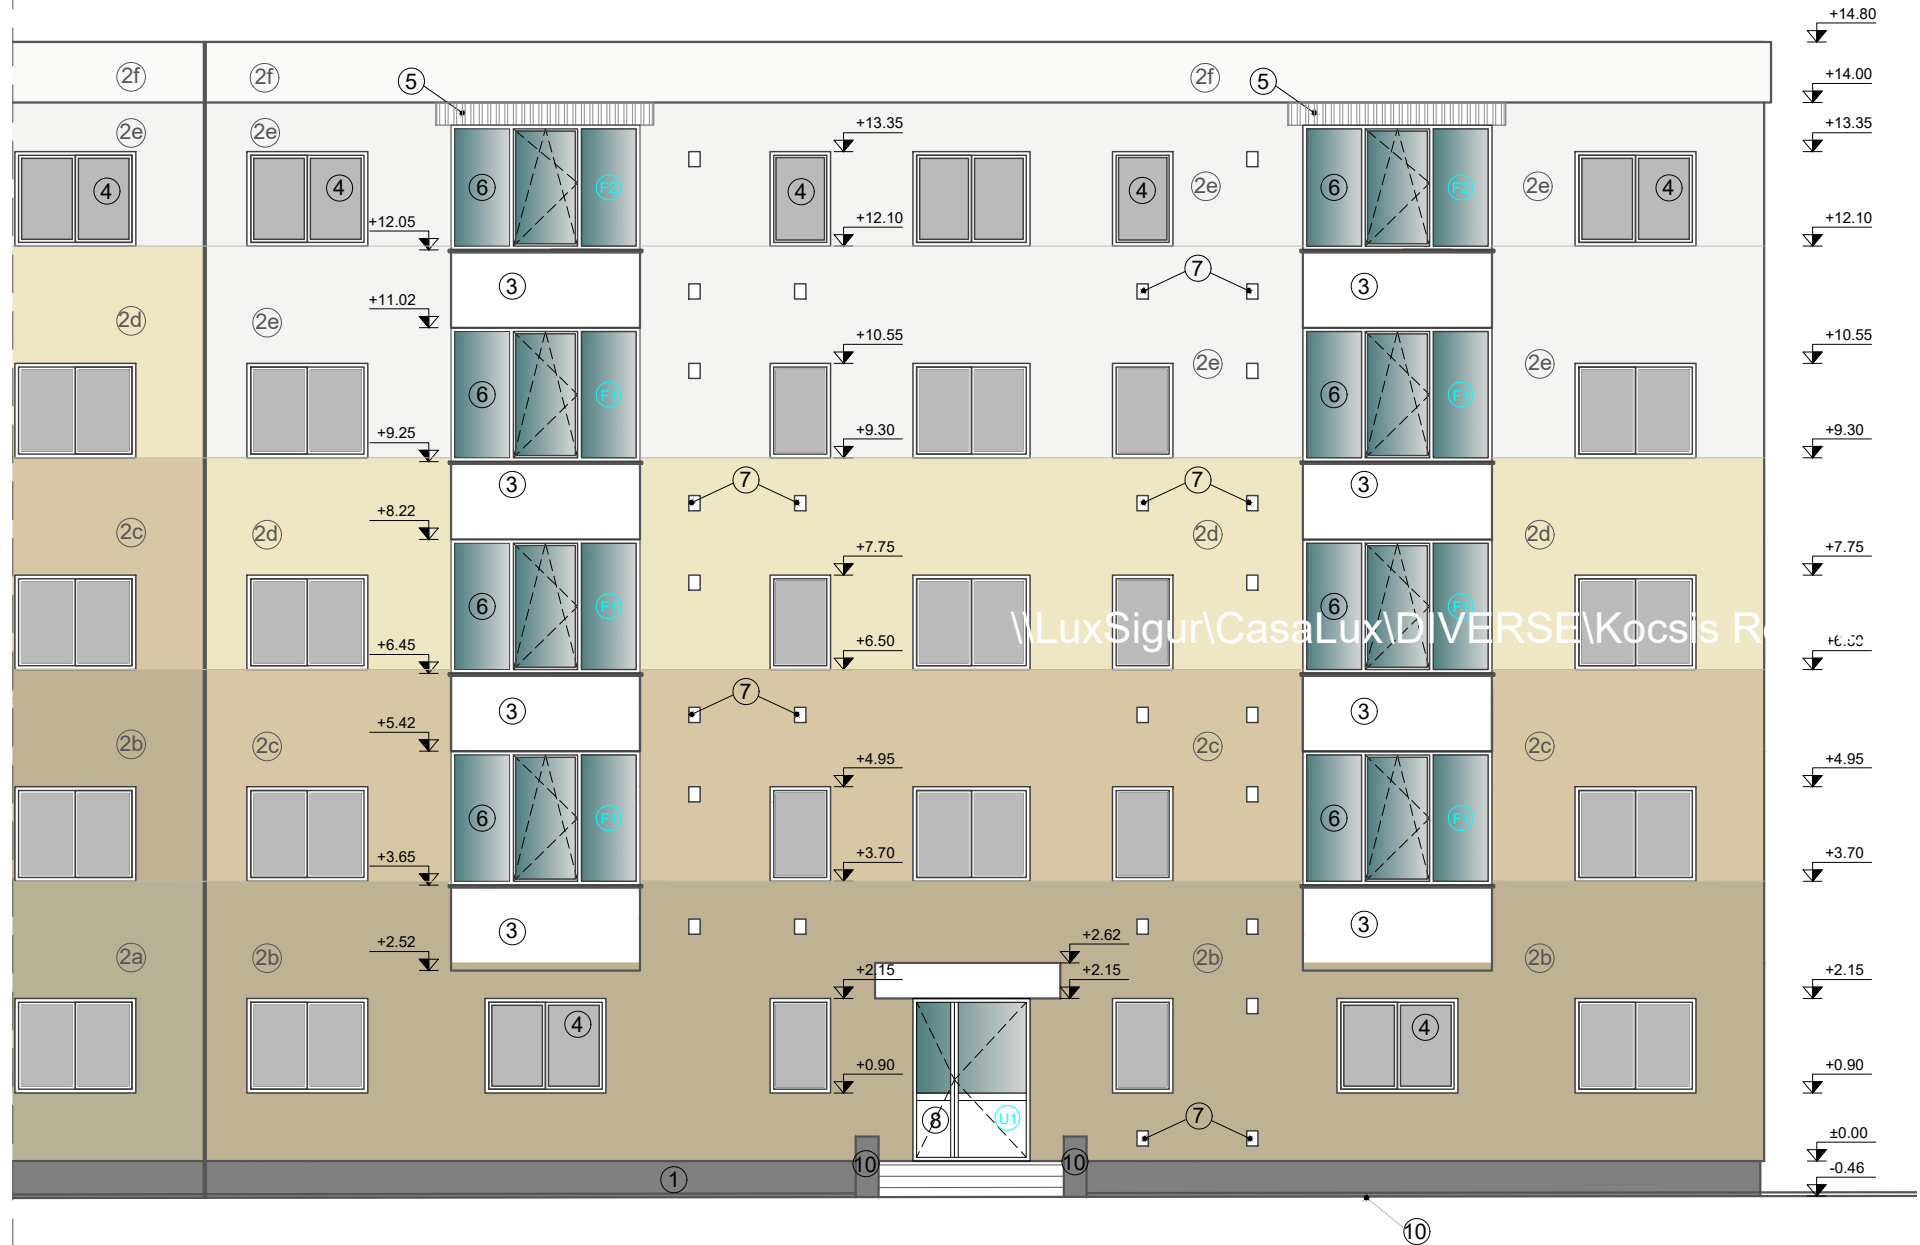 +14.80
2f 2f 5 2f 5 +14.00
2e 2e +13.35 +13.35
4 4 6 F2 4 4 2e 6 F2 2e 4
+12.05 +12.10 +12.10
3 7 3
+11.02
2d 2e +10.55 2e 2e +10.55
6 F1 6 F1
+9.25 +9.30 +9.30
3 7 7 3
+8.22
2c 2d 2d 2d
+7.75 +7.75
6 F1 6 F1
\\LuxSigur\CasaLux\DIVERSE\Kocsis
+6.45 +6.50
3 7 3
+5.42
2b 2c 2c 2c
+4.95 +4.95
6 F1 6 F1
+3.65 +3.70 +3.70
3 3
+2.52 +2.62
2a 2b 2b 2b
+2.15 +2.15 +2.15
4 4
+0.90 +0.90
8 U1 7
±0.00
10 10
1 -0.46
10